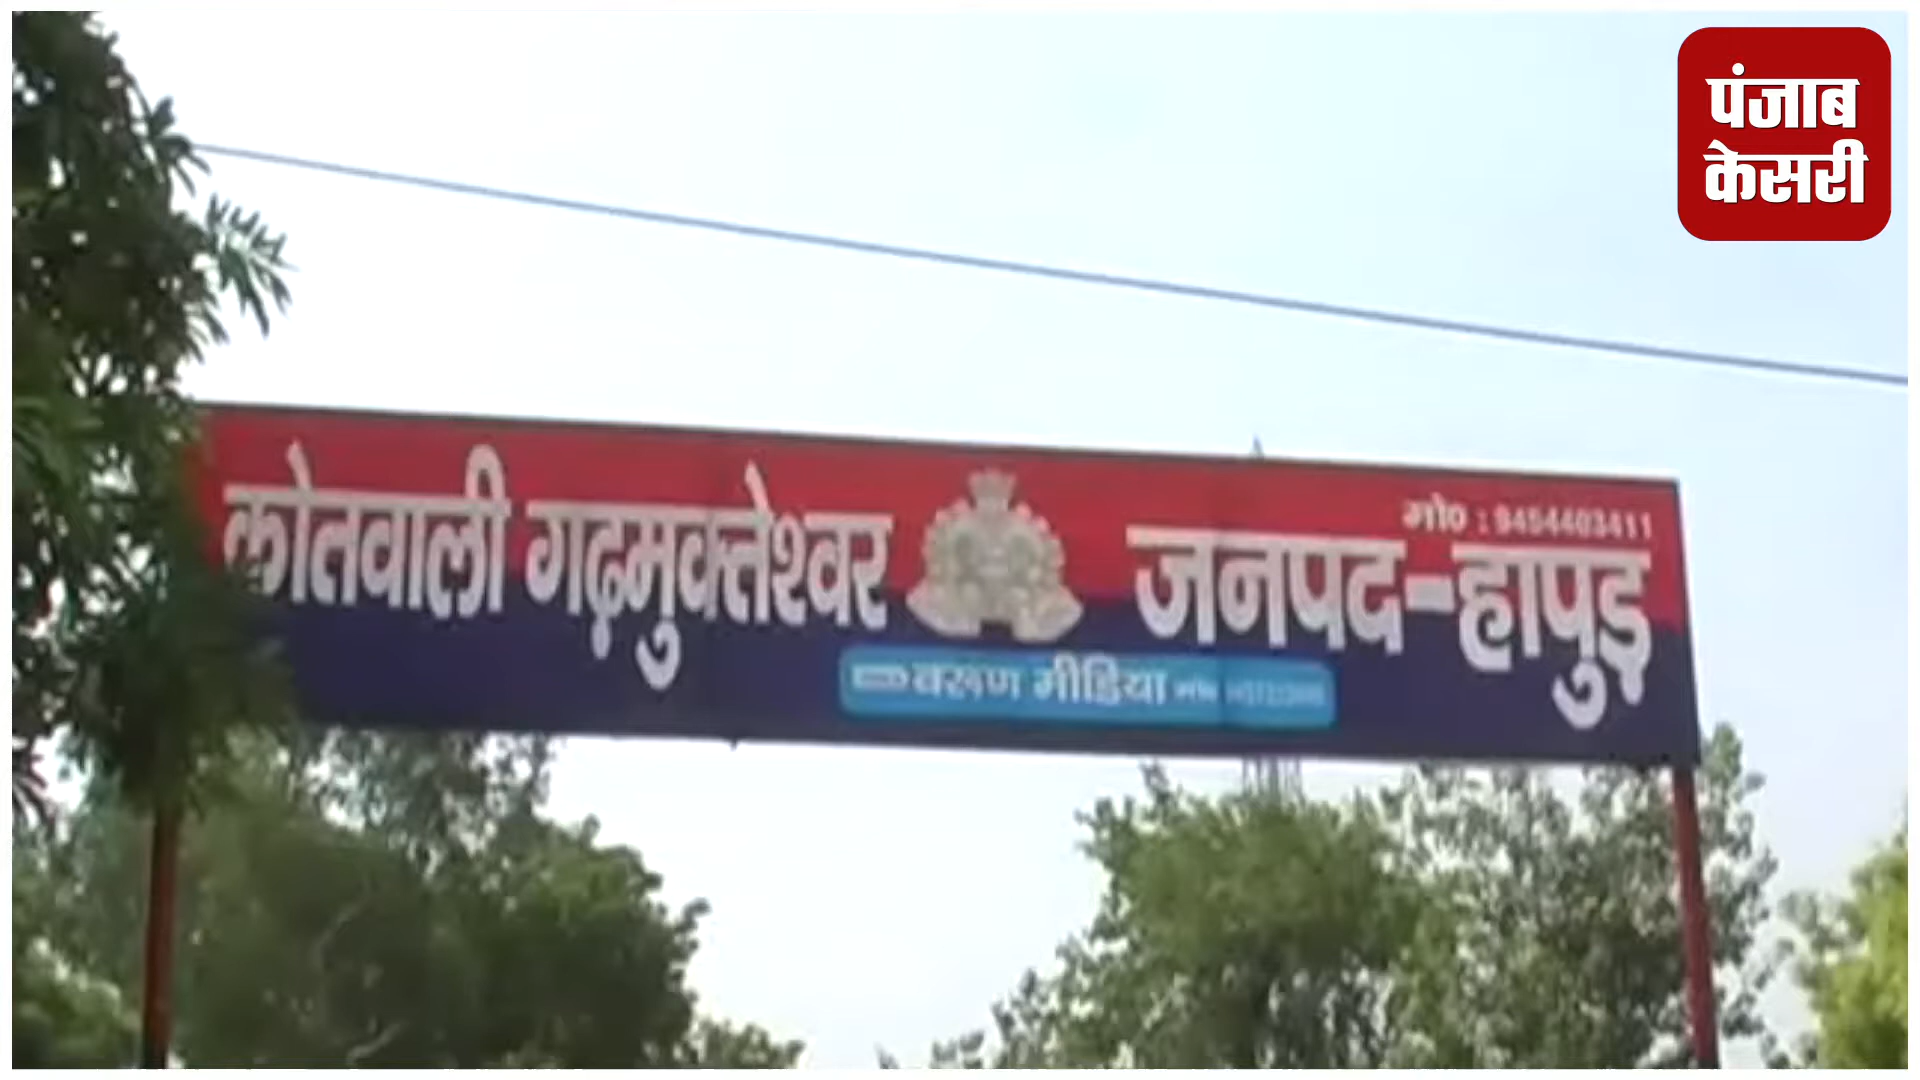 पंजाब
केसरी
मो0 : 9454403411
कोतवाली गढ़मुक्तेश्वर जनपद-हापुड़
वरूण मीडिया